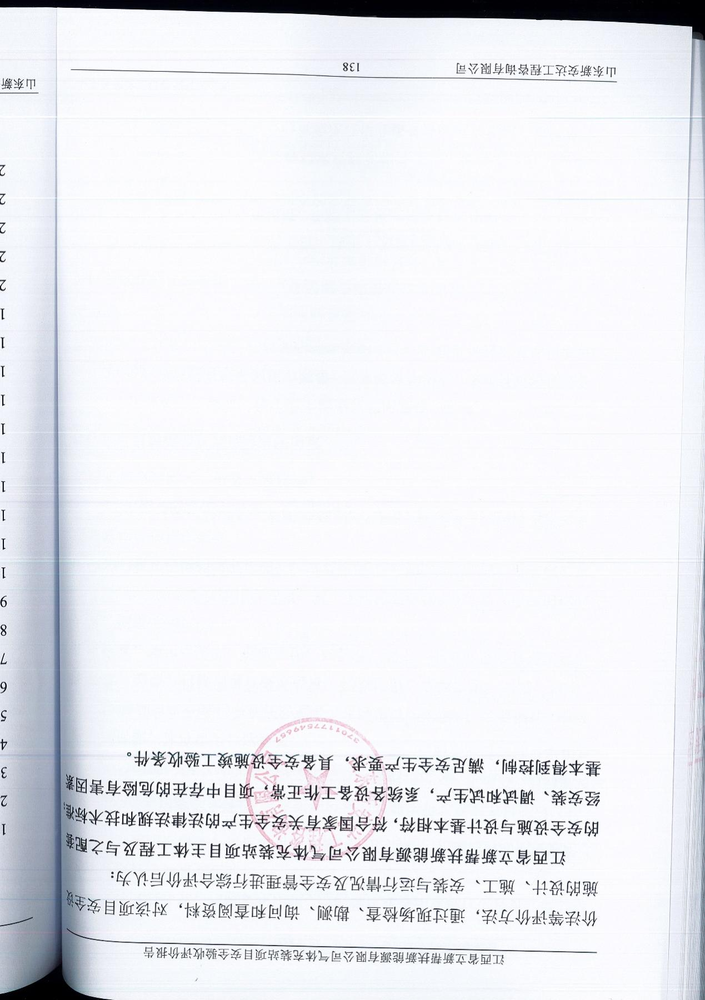 江西省立新帮扶新能源有限公司气体充装站项目安全验收评价报告
价法等评价方法，通过现场检查、勘测、询问和查阅资料，对该项目安全设
施的设计、施工、安装与运行情况及安全管理进行综合评价后认为：
江西省立新帮扶新能源有限公司气体充装站项目主体工程及与之配套
的安全设施与设计基本相符，符合国家有关安全生产的法律法规和技术标准；
经安装、调试和试生产，系统各设备工作正常，项目中存在的危险有害因素
基本得到控制，满足安全生产要求，具备安全设施竣工验收条件。
3701177549657
山东新安达工程咨询有限公司
138
1
2
3
4
5
6
7
8
9
1
1
1
1
1
1
1
1
1
1
2
2
2
2
2
山东新